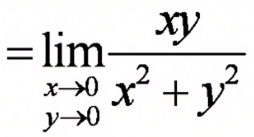 = lim xy / (x² + y²)
x→0
y→0